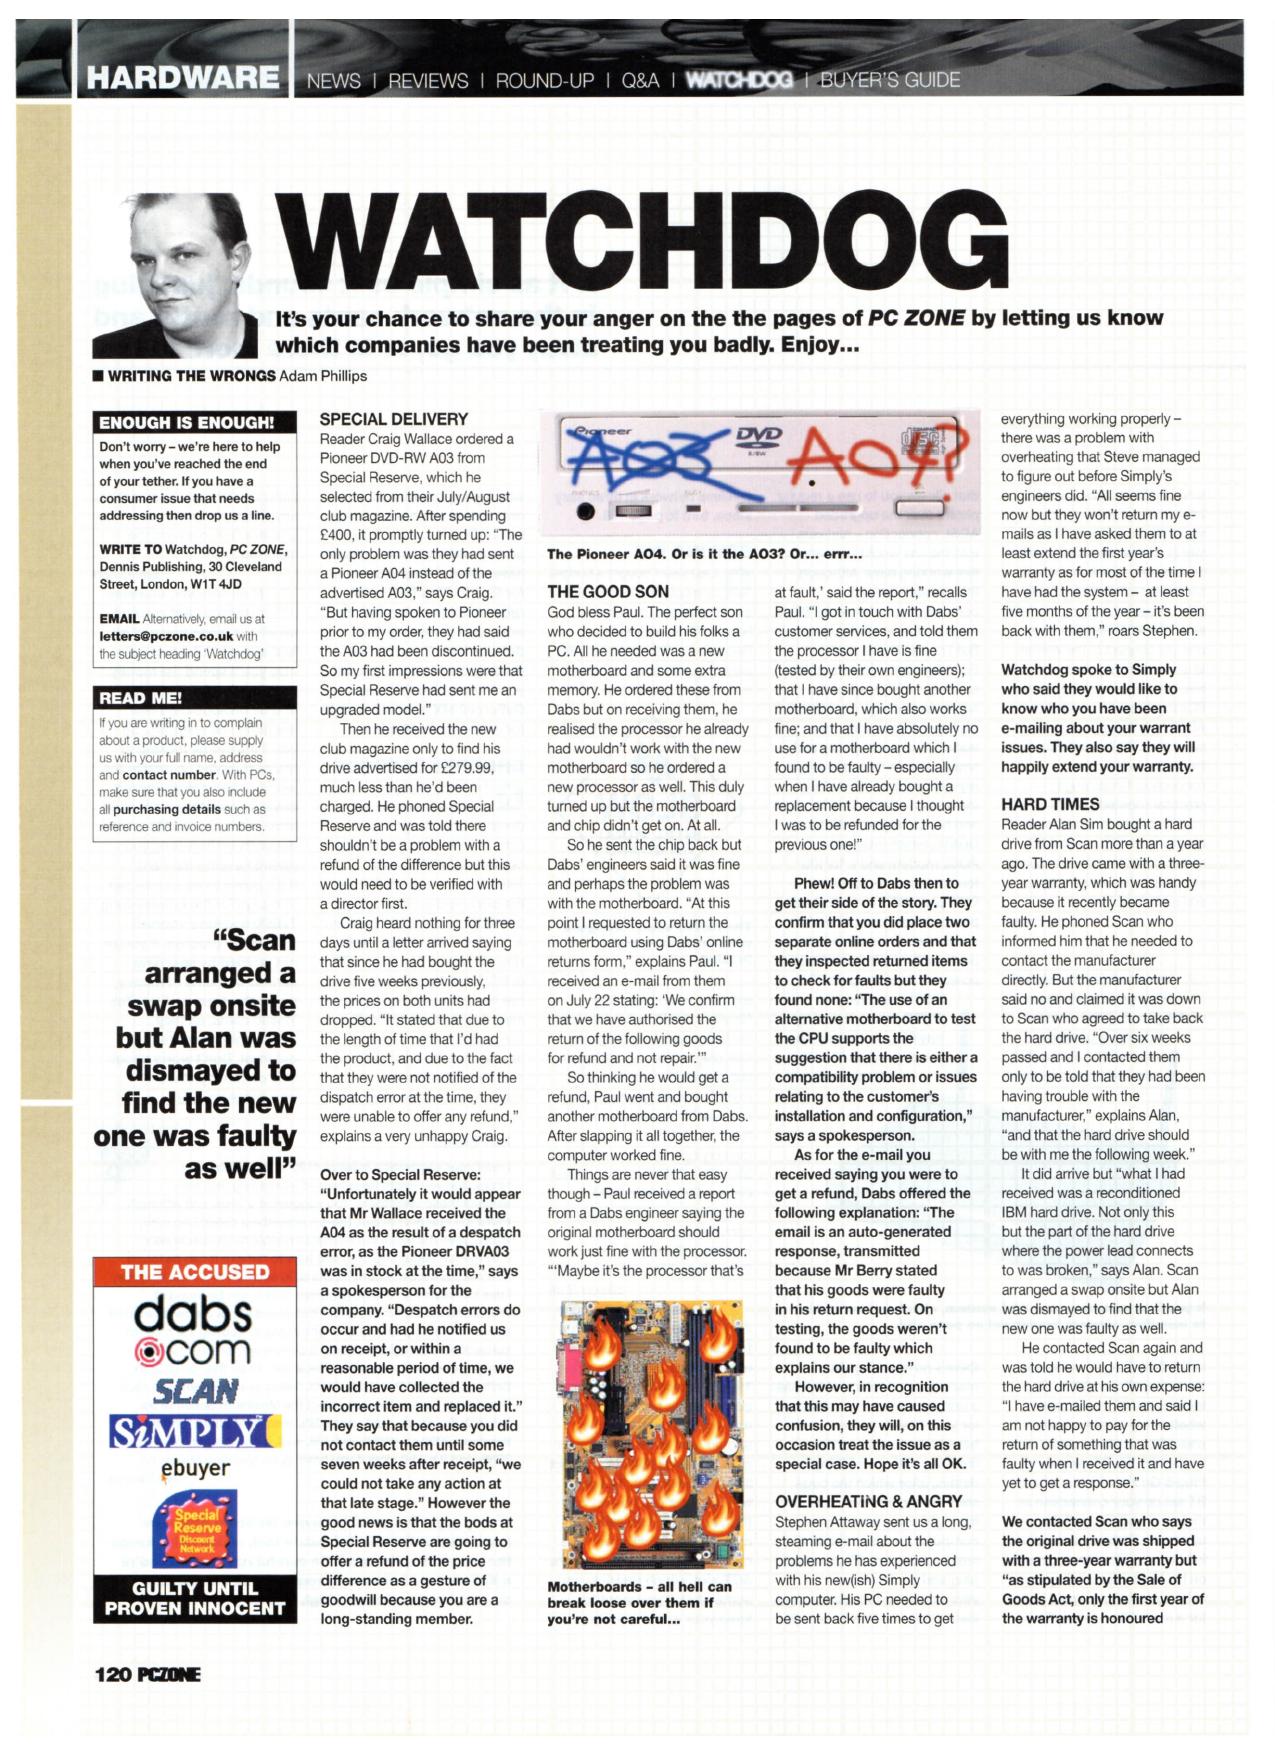 HARDWARE
NEWS | REVIEWS | ROUND-UP | Q&A | WATCHDOG | BUYER'S GUIDE
WATCHDOG
It's your chance to share your anger on the the pages of PC ZONE by letting us know
which companies have been treating you badly. Enjoy...
■ WRITING THE WRONGS Adam Phillips
ENOUGH IS ENOUGH!
Don't worry – we're here to help
when you've reached the end
of your tether. If you have a
consumer issue that needs
addressing then drop us a line.
WRITE TO Watchdog, PC ZONE,
Dennis Publishing, 30 Cleveland
Street, London, W1T 4JD
EMAIL Alternatively, email us at
letters@pczone.co.uk with
the subject heading 'Watchdog'
READ ME!
If you are writing in to complain
about a product, please supply
us with your full name, address
and contact number. With PCs,
make sure that you also include
all purchasing details such as
reference and invoice numbers.
"Scan
arranged a
swap onsite
but Alan was
dismayed to
find the new
one was faulty
as well"
THE ACCUSED
dabs
.com
SCAN
SiMPLY
ebuyer
Special
Reserve
Discount
Network
GUILTY UNTIL
PROVEN INNOCENT
SPECIAL DELIVERY
Reader Craig Wallace ordered a
Pioneer DVD-RW A03 from
Special Reserve, which he
selected from their July/August
club magazine. After spending
£400, it promptly turned up: "The
only problem was they had sent
a Pioneer A04 instead of the
advertised A03," says Craig.
"But having spoken to Pioneer
prior to my order, they had said
the A03 had been discontinued.
So my first impressions were that
Special Reserve had sent me an
upgraded model."
Then he received the new
club magazine only to find his
drive advertised for £279.99,
much less than he'd been
charged. He phoned Special
Reserve and was told there
shouldn't be a problem with a
refund of the difference but this
would need to be verified with
a director first.
Craig heard nothing for three
days until a letter arrived saying
that since he had bought the
drive five weeks previously,
the prices on both units had
dropped. "It stated that due to
the length of time that I'd had
the product, and due to the fact
that they were not notified of the
dispatch error at the time, they
were unable to offer any refund,"
explains a very unhappy Craig.
Over to Special Reserve:
"Unfortunately it would appear
that Mr Wallace received the
A04 as the result of a despatch
error, as the Pioneer DRVA03
was in stock at the time," says
a spokesperson for the
company. "Despatch errors do
occur and had he notified us
on receipt, or within a
reasonable period of time, we
would have collected the
incorrect item and replaced it."
They say that because you did
not contact them until some
seven weeks after receipt, "we
could not take any action at
that late stage." However the
good news is that the bods at
Special Reserve are going to
offer a refund of the price
difference as a gesture of
goodwill because you are a
long-standing member.
Pioneer
DVD
R/RW
A03 A04?
The Pioneer A04. Or is it the A03? Or... errr...
THE GOOD SON
God bless Paul. The perfect son
who decided to build his folks a
PC. All he needed was a new
motherboard and some extra
memory. He ordered these from
Dabs but on receiving them, he
realised the processor he already
had wouldn't work with the new
motherboard so he ordered a
new processor as well. This duly
turned up but the motherboard
and chip didn't get on. At all.
So he sent the chip back but
Dabs' engineers said it was fine
and perhaps the problem was
with the motherboard. "At this
point I requested to return the
motherboard using Dabs' online
returns form," explains Paul. "I
received an e-mail from them
on July 22 stating: 'We confirm
that we have authorised the
return of the following goods
for refund and not repair.'"
So thinking he would get a
refund, Paul went and bought
another motherboard from Dabs.
After slapping it all together, the
computer worked fine.
Things are never that easy
though – Paul received a report
from a Dabs engineer saying the
original motherboard should
work just fine with the processor.
"'Maybe it's the processor that's
Motherboards – all hell can
break loose over them if
you're not careful...
at fault,' said the report," recalls
Paul. "I got in touch with Dabs'
customer services, and told them
the processor I have is fine
(tested by their own engineers);
that I have since bought another
motherboard, which also works
fine; and that I have absolutely no
use for a motherboard which I
found to be faulty – especially
when I have already bought a
replacement because I thought
I was to be refunded for the
previous one!"
Phew! Off to Dabs then to
get their side of the story. They
confirm that you did place two
separate online orders and that
they inspected returned items
to check for faults but they
found none: "The use of an
alternative motherboard to test
the CPU supports the
suggestion that there is either a
compatibility problem or issues
relating to the customer's
installation and configuration,"
says a spokesperson.
As for the e-mail you
received saying you were to
get a refund, Dabs offered the
following explanation: "The
email is an auto-generated
response, transmitted
because Mr Berry stated
that his goods were faulty
in his return request. On
testing, the goods weren't
found to be faulty which
explains our stance."
However, in recognition
that this may have caused
confusion, they will, on this
occasion treat the issue as a
special case. Hope it's all OK.
OVERHEATING & ANGRY
Stephen Attaway sent us a long,
steaming e-mail about the
problems he has experienced
with his new(ish) Simply
computer. His PC needed to
be sent back five times to get
everything working properly –
there was a problem with
overheating that Steve managed
to figure out before Simply's
engineers did. "All seems fine
now but they won't return my e-
mails as I have asked them to at
least extend the first year's
warranty as for most of the time I
have had the system – at least
five months of the year – it's been
back with them," roars Stephen.
Watchdog spoke to Simply
who said they would like to
know who you have been
e-mailing about your warrant
issues. They also say they will
happily extend your warranty.
HARD TIMES
Reader Alan Sim bought a hard
drive from Scan more than a year
ago. The drive came with a three-
year warranty, which was handy
because it recently became
faulty. He phoned Scan who
informed him that he needed to
contact the manufacturer
directly. But the manufacturer
said no and claimed it was down
to Scan who agreed to take back
the hard drive. "Over six weeks
passed and I contacted them
only to be told that they had been
having trouble with the
manufacturer," explains Alan,
"and that the hard drive should
be with me the following week."
It did arrive but "what I had
received was a reconditioned
IBM hard drive. Not only this
but the part of the hard drive
where the power lead connects
to was broken," says Alan. Scan
arranged a swap onsite but Alan
was dismayed to find that the
new one was faulty as well.
He contacted Scan again and
was told he would have to return
the hard drive at his own expense:
"I have e-mailed them and said I
am not happy to pay for the
return of something that was
faulty when I received it and have
yet to get a response."
We contacted Scan who says
the original drive was shipped
with a three-year warranty but
"as stipulated by the Sale of
Goods Act, only the first year of
the warranty is honoured
120 PCZONE